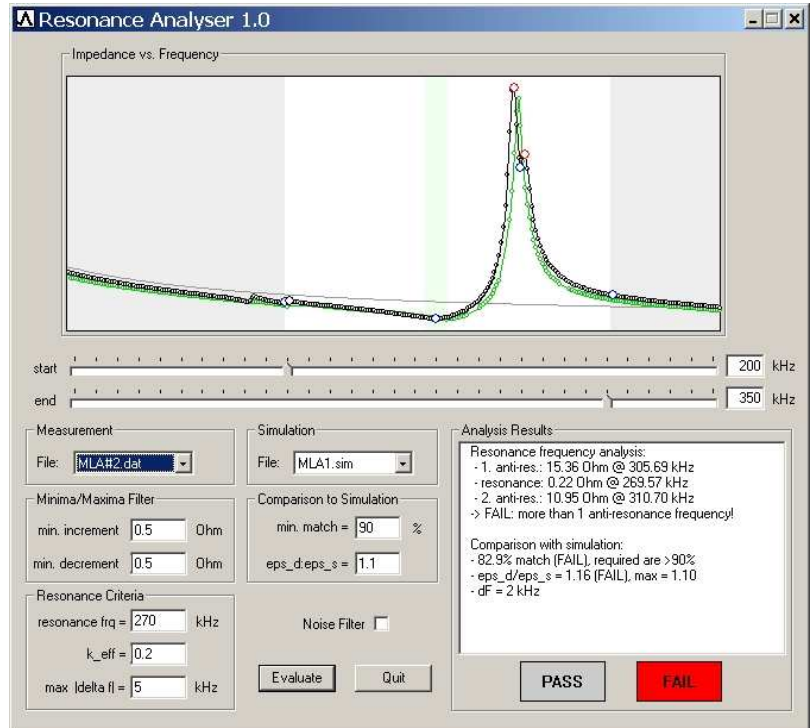 Resonance Analyser 1.0
Impedance vs. Frequency
start 200 kHz
end 350 kHz
Measurement
File: MLA#2.dat
Simulation
File: MLA1.sim
Minima/Maxima Filter
min. increment 0.5 Ohm
min. decrement 0.5 Ohm
Comparison to Simulation
min. match = 90 %
eps_d:eps_s = 1.1
Resonance Criteria
resonance frq = 270 kHz
k_eff = 0.2
max |delta f| = 5 kHz
Noise Filter
Evaluate
Quit
Analysis Results
Resonance frequency analysis:
- 1. anti-res.: 15.36 Ohm @ 305.69 kHz
- resonance: 0.22 Ohm @ 269.57 kHz
- 2. anti-res.: 10.95 Ohm @ 310.70 kHz
-> FAIL: more than 1 anti-resonance frequency!
Comparison with simulation:
- 82.9% match (FAIL), required are >90%
- eps_d/eps_s = 1.16 (FAIL), max = 1.10
- dF = 2 kHz
PASS
FAIL